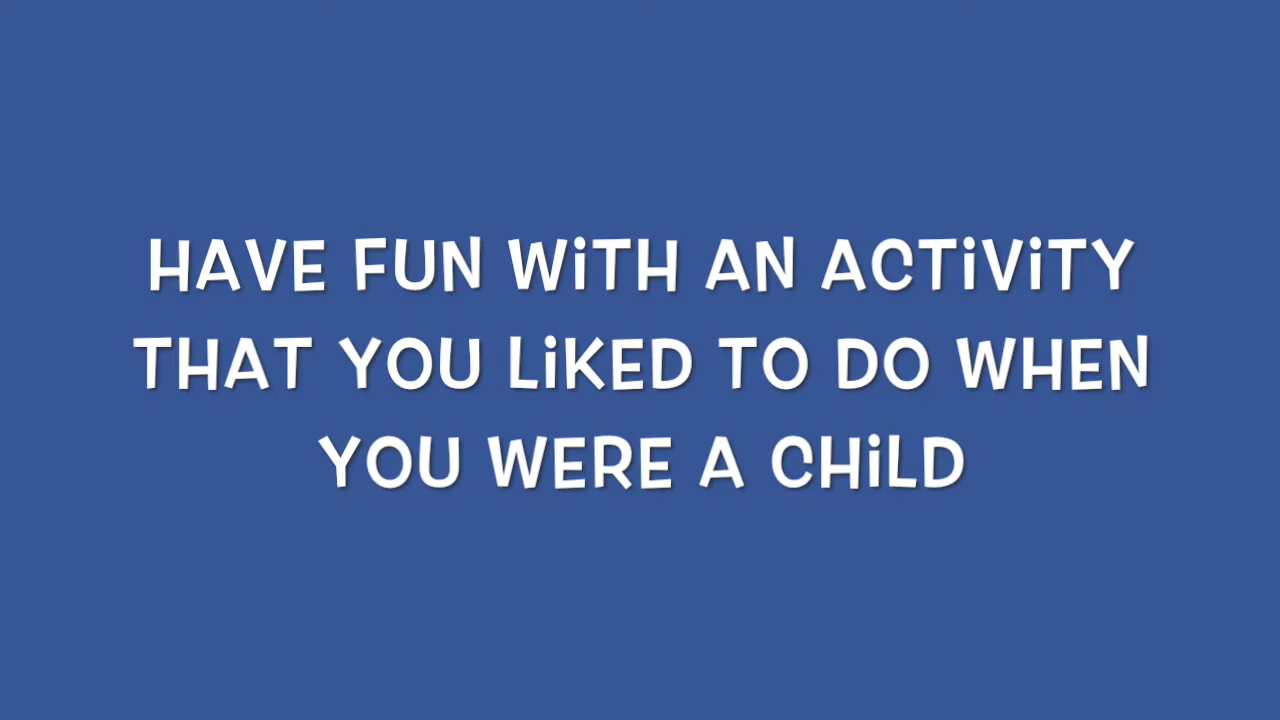 HAVE FUN WiTH AN ACTiViTY
THAT YOU LiKED TO DO WHEN
YOU WERE A CHiLD